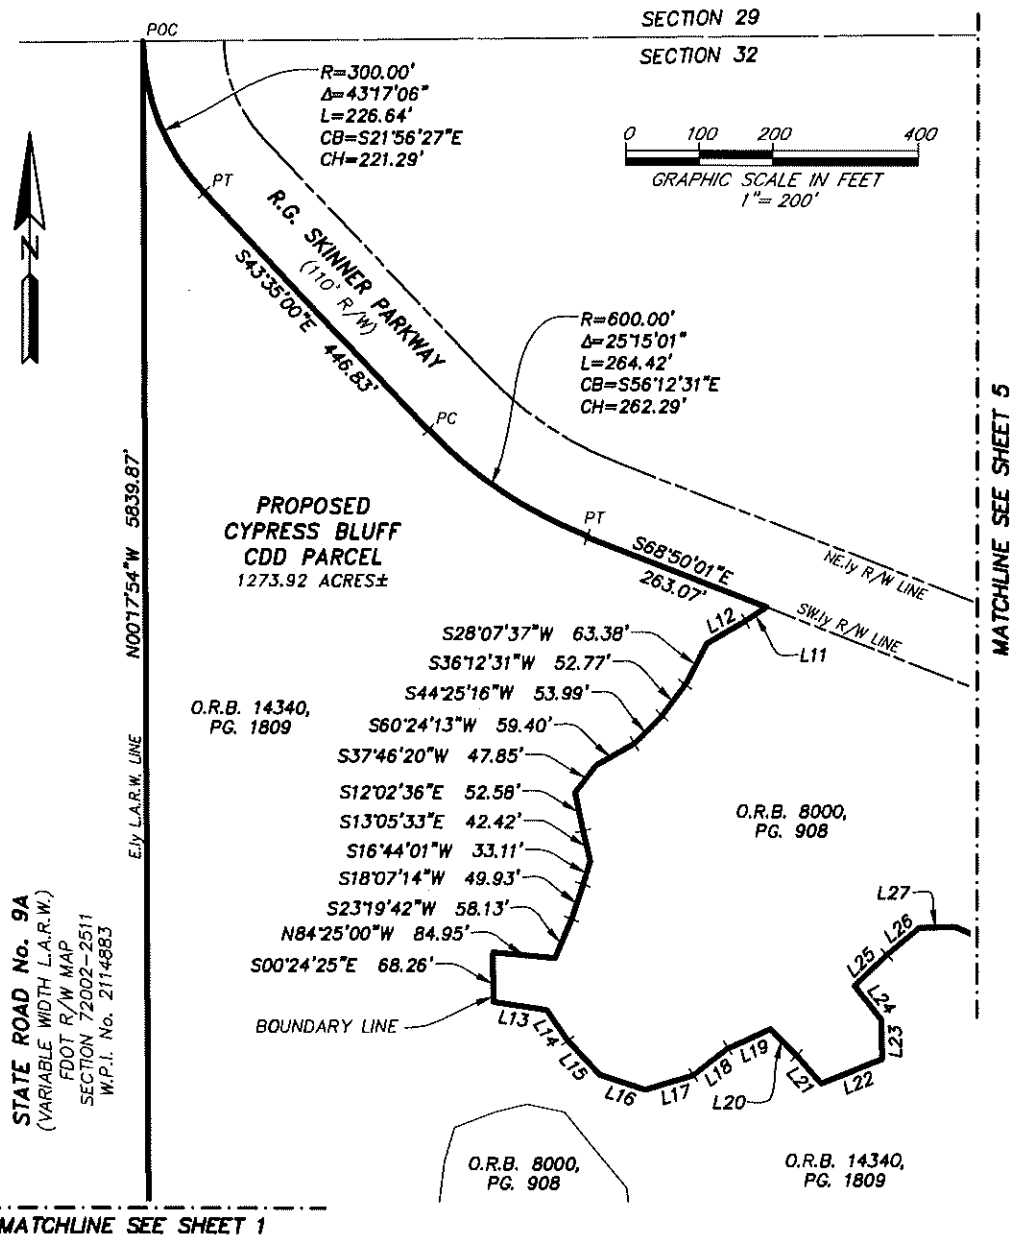 SECTION 29
POC
SECTION 32
R=300.00'
Δ=43°17'06"
L=226.64'
CB=S21°56'27"E
CH=221.29'
0 100 200 400
GRAPHIC SCALE IN FEET
1"= 200'
PT
N
R.G. SKINNER PARKWAY
(110' R/W)
S43°35'00"E 446.83'
R=600.00'
Δ=25°15'01"
L=264.42'
CB=S56°12'31"E
CH=262.29'
PC
MATCHLINE SEE SHEET 5
N00°17'54"W 5839.87'
PROPOSED
CYPRESS BLUFF
CDD PARCEL
1273.92 ACRES±
PT
S68°50'01"E
263.07'
NE.ly R/W LINE
SW.ly R/W LINE
L12
L11
S28°07'37"W 63.38'
S36°12'31"W 52.77'
S44°25'16"W 53.99'
O.R.B. 14340,
PG. 1809
S60°24'13"W 59.40'
S37°46'20"W 47.85'
S12°02'36"E 52.58'
S13°05'33"E 42.42'
S16°44'01"W 33.11'
S18°07'14"W 49.93'
S23°19'42"W 58.13'
N84°25'00"W 84.95'
S00°24'25"E 68.26'
E.ly L.A.R.W. LINE
O.R.B. 8000,
PG. 908
L27
L26
L25
L24
L23
BOUNDARY LINE
L13
L14
L15
L16
L17
L18
L19
L20
L21
L22
STATE ROAD No. 9A
(VARIABLE WIDTH L.A.R.W.)
FDOT R/W MAP
SECTION 72002-2511
W.P.I. No. 2114883
O.R.B. 8000,
PG. 908
O.R.B. 14340,
PG. 1809
MATCHLINE SEE SHEET 1